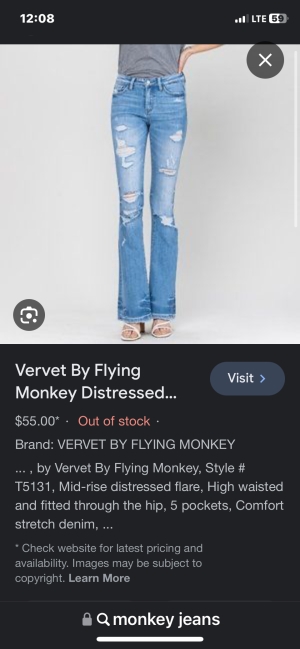 12:08
LTE 59
Vervet By Flying
Monkey Distressed...
Visit >
$55.00* · Out of stock ·
Brand: VERVET BY FLYING MONKEY
... , by Vervet By Flying Monkey, Style #
T5131, Mid-rise distressed flare, High waisted
and fitted through the hip, 5 pockets, Comfort
stretch denim, ...
* Check website for latest pricing and
availability. Images may be subject to
copyright. Learn More
monkey jeans